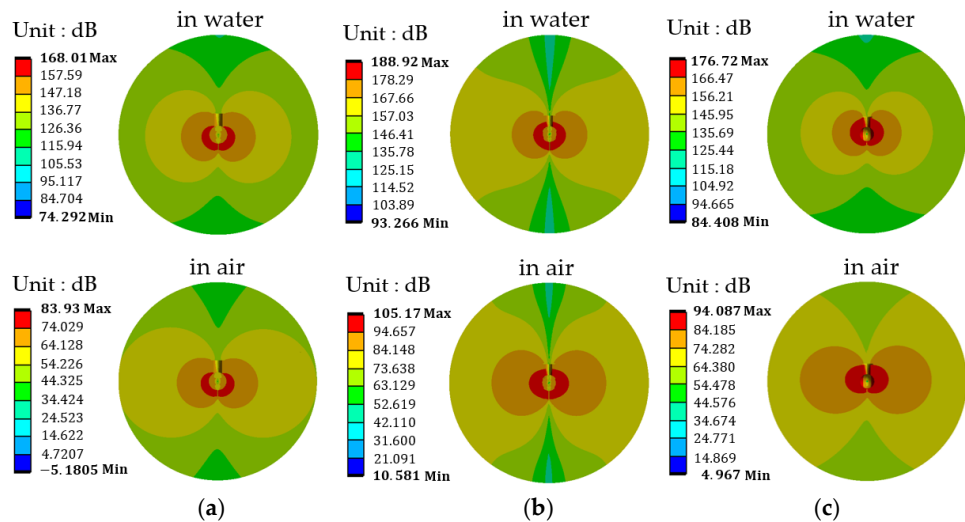 in water
Unit : dB
168.01 Max
157.59
147.18
136.77
126.36
115.94
105.53
95.117
84.704
74.292 Min
in water
Unit : dB
188.92 Max
178.29
167.66
157.03
146.41
135.78
125.15
114.52
103.89
93.266 Min
in water
Unit : dB
176.72 Max
166.47
156.21
145.95
135.69
125.44
115.18
104.92
94.665
84.408 Min
in air
Unit : dB
83.93 Max
74.029
64.128
54.226
44.325
34.424
24.523
14.622
4.7207
−5.1805 Min
in air
Unit : dB
105.17 Max
94.657
84.148
73.638
63.129
52.619
42.110
31.600
21.091
10.581 Min
in air
Unit : dB
94.087 Max
84.185
74.282
64.380
54.478
44.576
34.674
24.771
14.869
4.967 Min
(a)
(b)
(c)